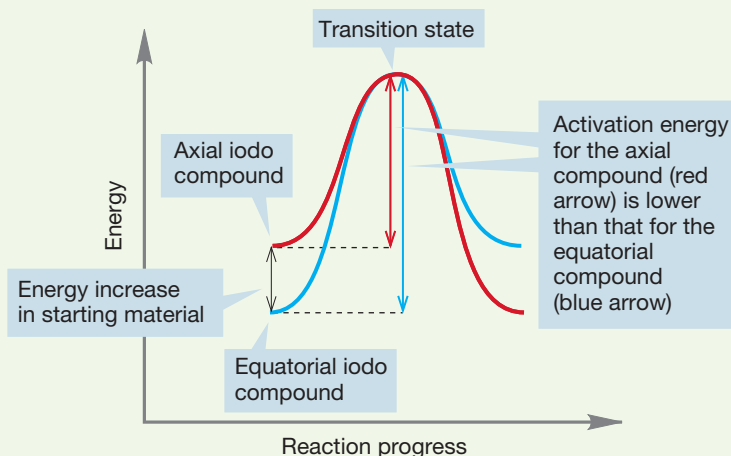 Transition state
Axial iodo
compound
Activation energy
for the axial
compound (red
arrow) is lower
than that for the
equatorial
compound
(blue arrow)
Energy
Energy increase
in starting material
Equatorial iodo
compound
Reaction progress